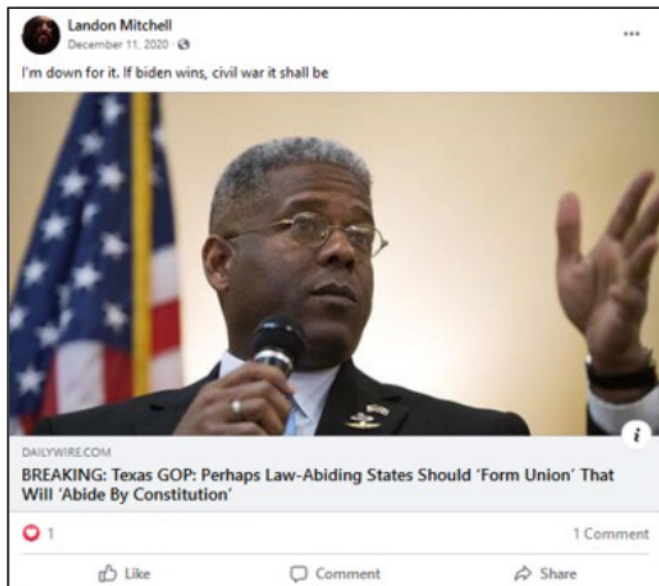 Landon Mitchell
December 11, 2020 ·
I'm down for it. If biden wins, civil war it shall be
i
DAILYWIRE.COM
BREAKING: Texas GOP: Perhaps Law-Abiding States Should ‘Form Union’ That
Will ‘Abide By Constitution’
1 1 Comment
Like Comment Share